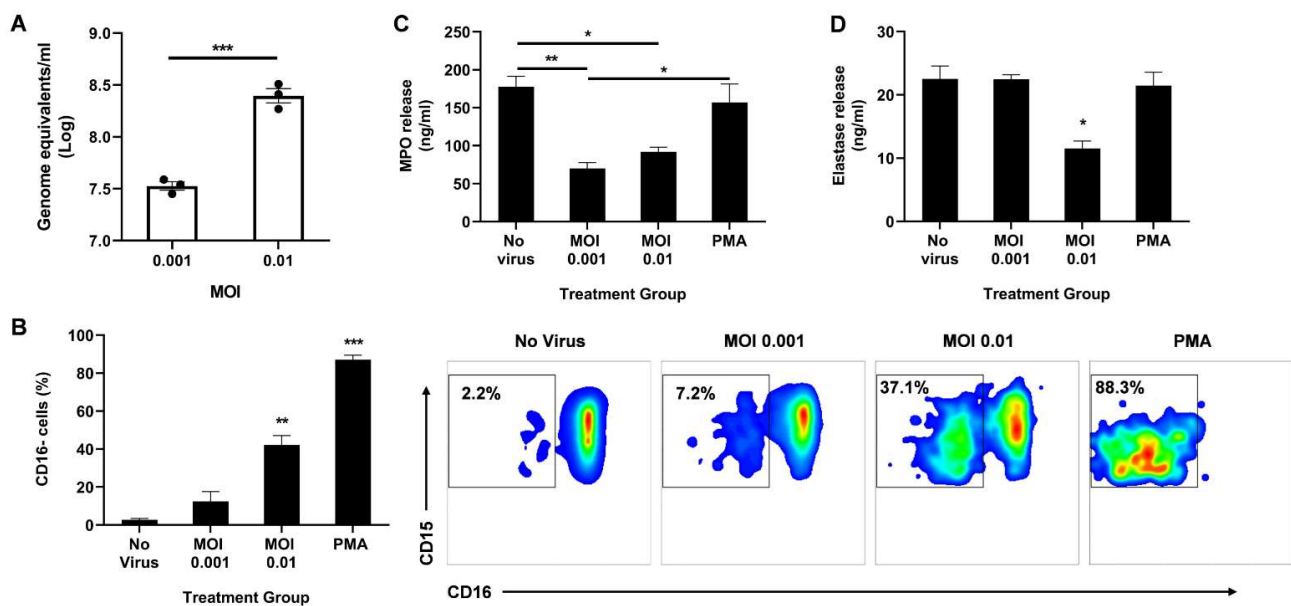 A
Genome equivalents/ml
(Log)
9.0
8.5
8.0
7.5
7.0
***
0.001
0.01
MOI
C
MPO release
(ng/ml)
250
200
150
100
50
0
*
**
*
No
virus
MOI
0.001
MOI
0.01
PMA
Treatment Group
D
Elastase release
(ng/ml)
30
20
10
0
*
No
virus
MOI
0.001
MOI
0.01
PMA
Treatment Group
B
CD16- cells (%)
100
80
60
40
20
0
**
***
No
Virus
MOI
0.001
MOI
0.01
PMA
Treatment Group
No Virus
MOI 0.001
MOI 0.01
PMA
2.2%
7.2%
37.1%
88.3%
CD15
CD16